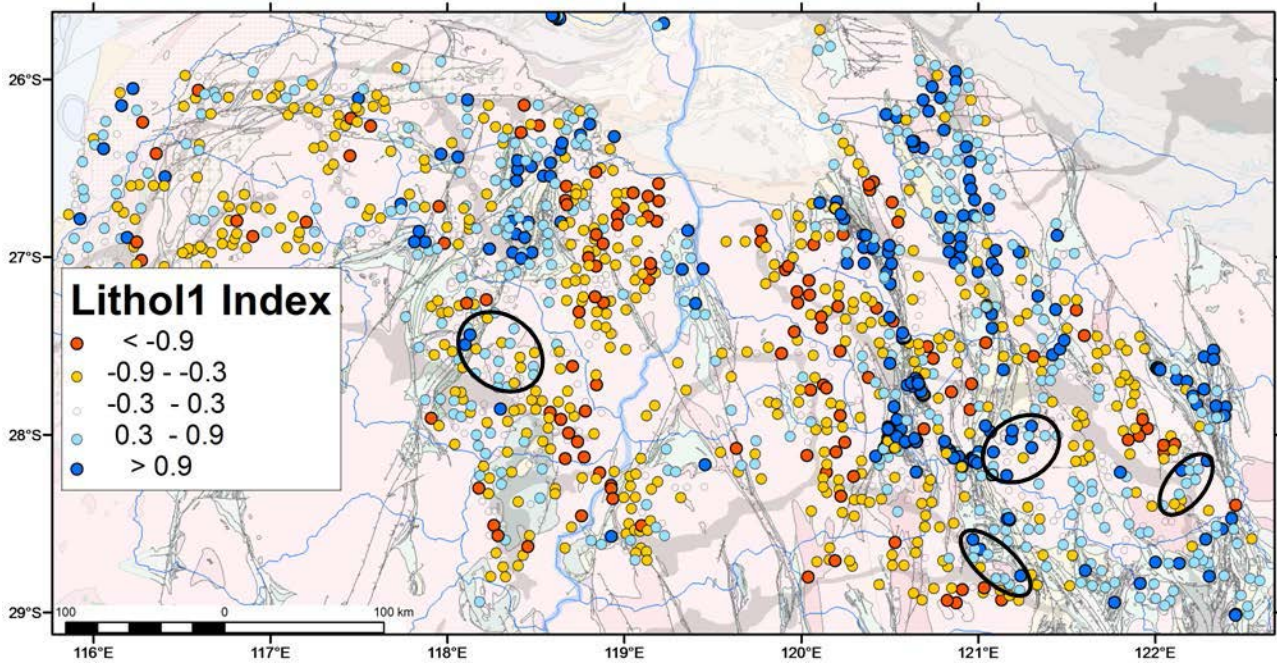 26°S
27°S
28°S
29°S
Lithol1 Index
< -0.9
-0.9 - -0.3
-0.3 - 0.3
0.3 - 0.9
> 0.9
100 0 100 km
116°E 117°E 118°E 119°E 120°E 121°E 122°E